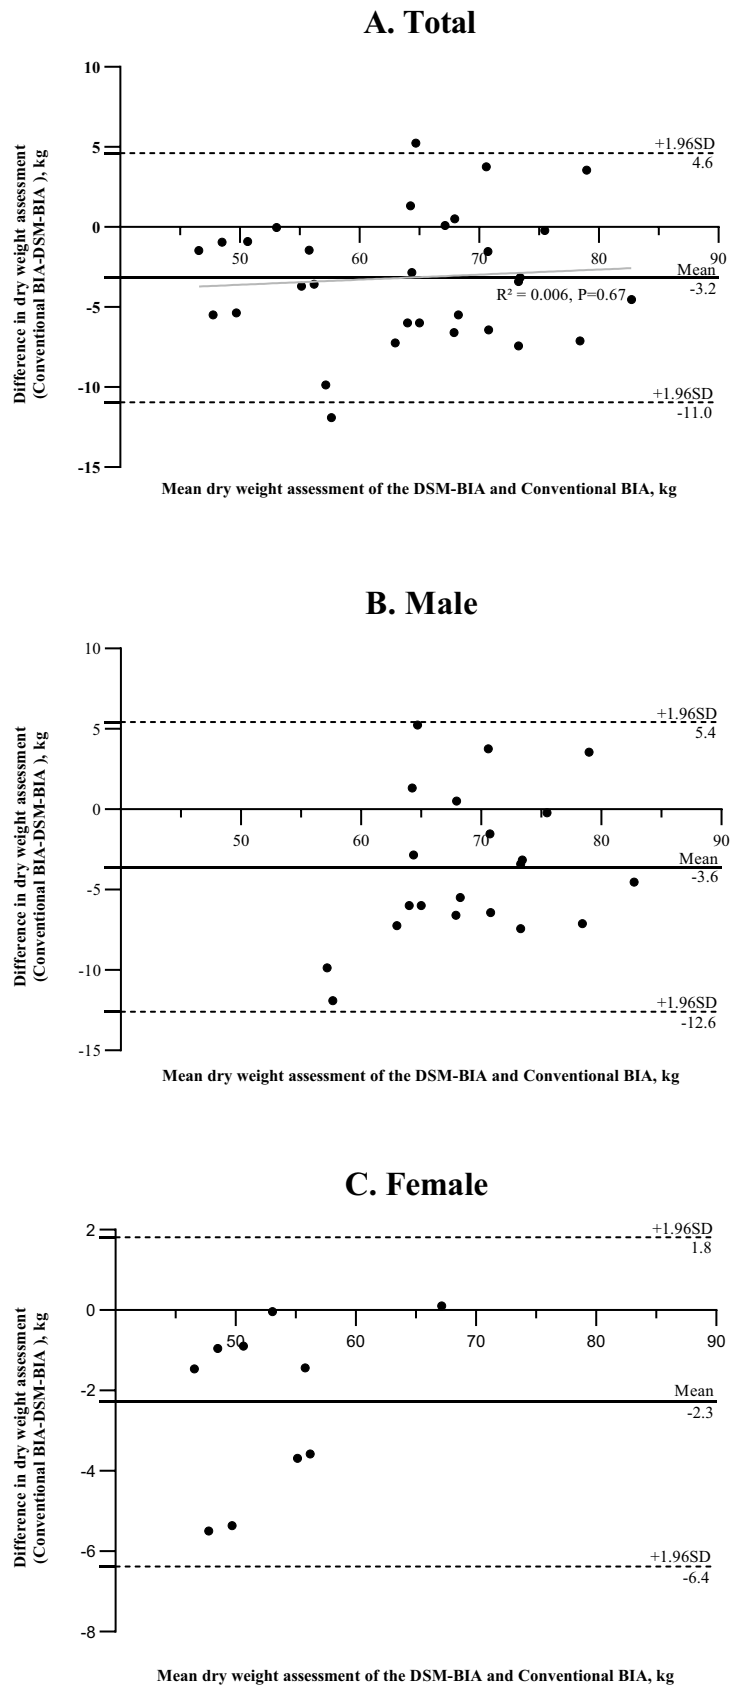 A. Total
10
5
0
-5
-10
-15
Difference in dry weight assessment
(Conventional BIA-DSM-BIA ), kg
+1.96SD
4.6
50
60
70
80
90
Mean
-3.2
R² = 0.006, P=0.67
+1.96SD
-11.0
Mean dry weight assessment of the DSM-BIA and Conventional BIA, kg
B. Male
10
5
0
-5
-10
-15
Difference in dry weight assessment
(Conventional BIA-DSM-BIA ), kg
+1.96SD
5.4
50
60
70
80
90
Mean
-3.6
+1.96SD
-12.6
Mean dry weight assessment of the DSM-BIA and Conventional BIA, kg
C. Female
2
0
-2
-4
-6
-8
Difference in dry weight assessment
(Conventional BIA-DSM-BIA ), kg
+1.96SD
1.8
50
60
70
80
90
Mean
-2.3
+1.96SD
-6.4
Mean dry weight assessment of the DSM-BIA and Conventional BIA, kg